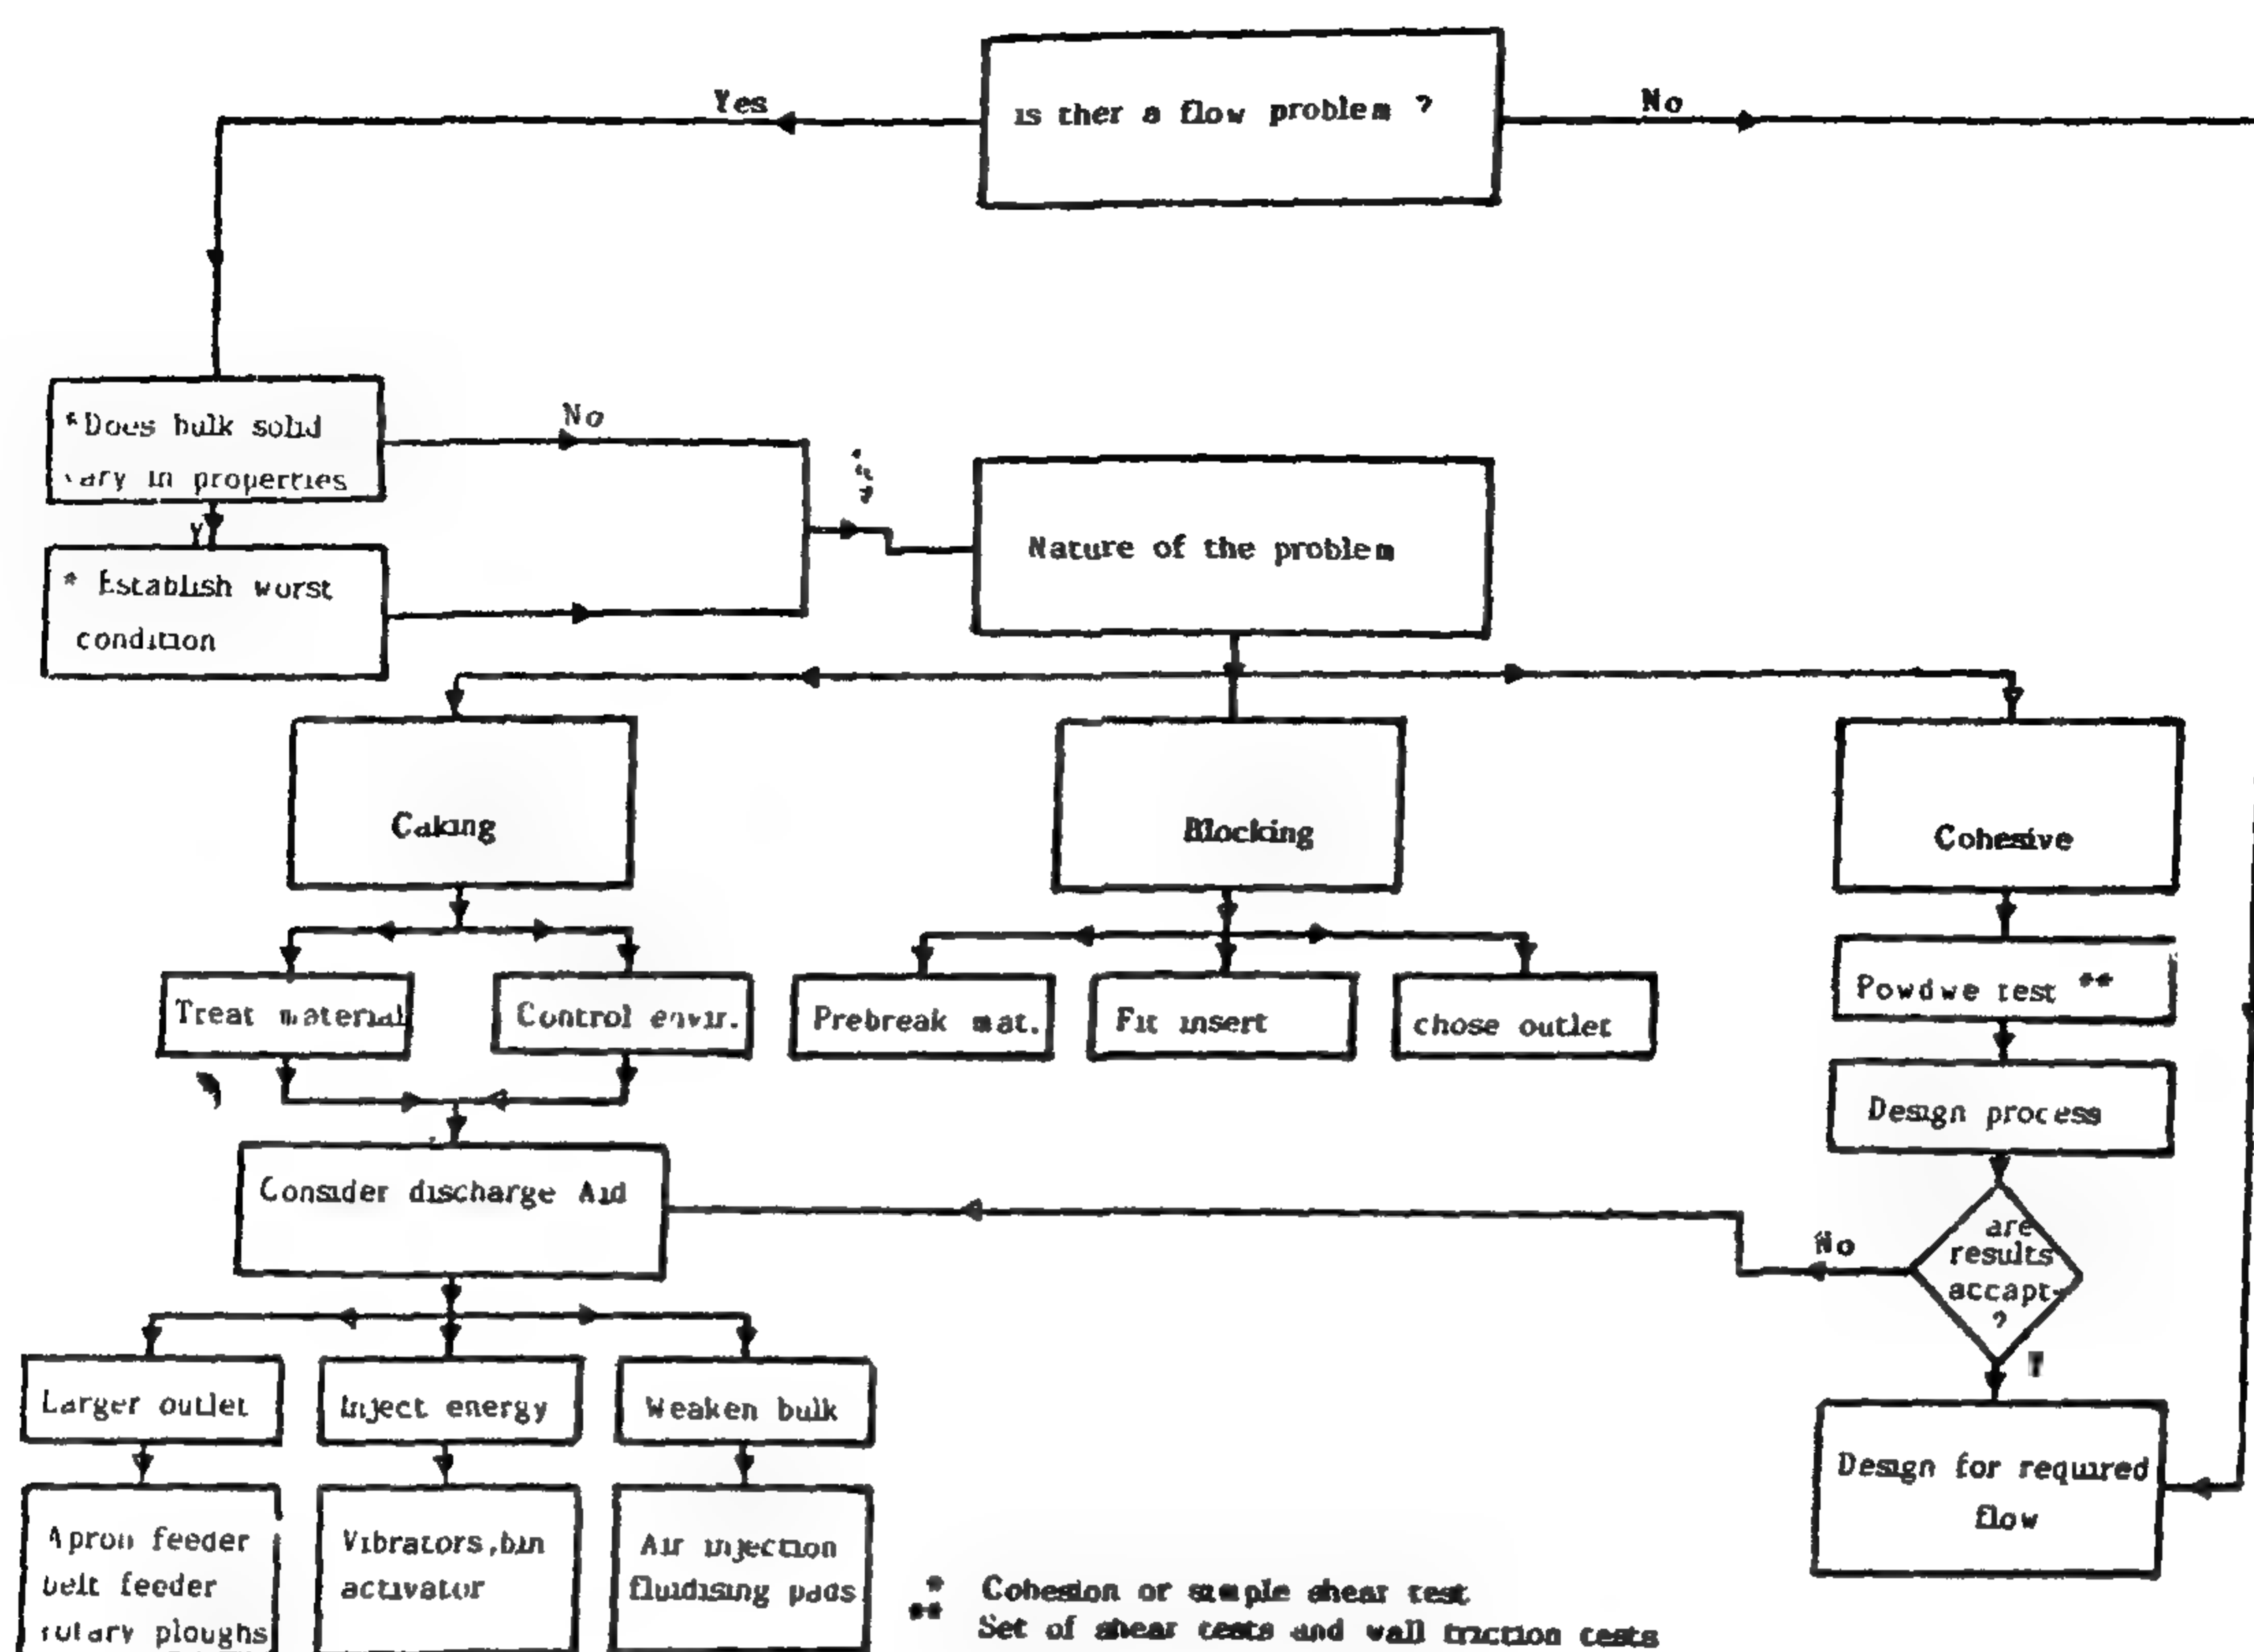 is ther a flow problem ?
Yes
No
*Does bulk solid
vary in properties
No
Y
* Establish worst
condition
Nature of the problem
Caking
Blocking
Cohesive
Treat material
Control envir.
Prebreak mat.
Fit insert
chose outlet
Powdwe test **
Design process
Consider discharge Aid
are
results
accapt-
?
No
Larger outlet
Inject energy
Weaken bulk
Design for required
flow
Apron feeder
belt feeder
rotary ploughs
Vibrators,bin
activator
Air injection
fluidising pads
* Cohesion or simple shear test
** Set of shear tests and wall friction tests